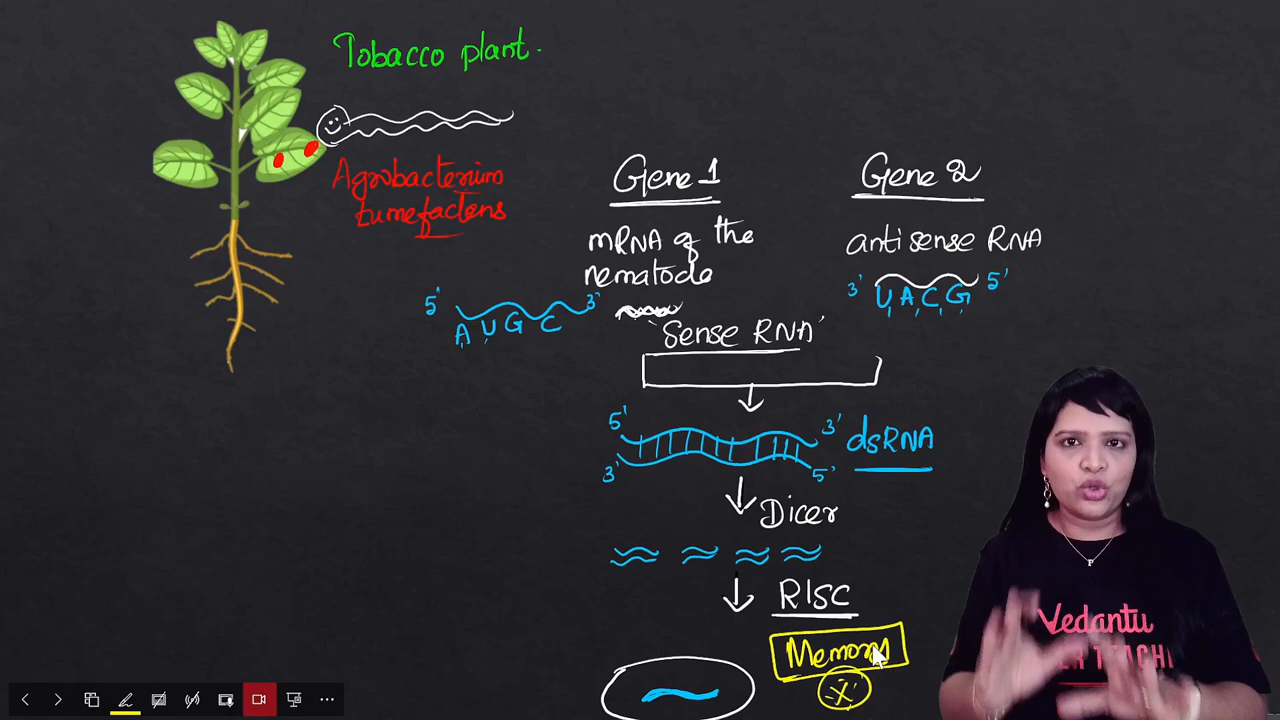 Tobacco plant.
Agrobacterium
tumefaciens
Gene 1
mRNA of the
nematode
5' 3'
A U G C
'Sense RNA'
Gene 2
antisense RNA
3' 5'
U A C G
5' 3'
dsRNA
3' 5'
Dicer
RISC
Memory
'X'
Vedantu
TEACH